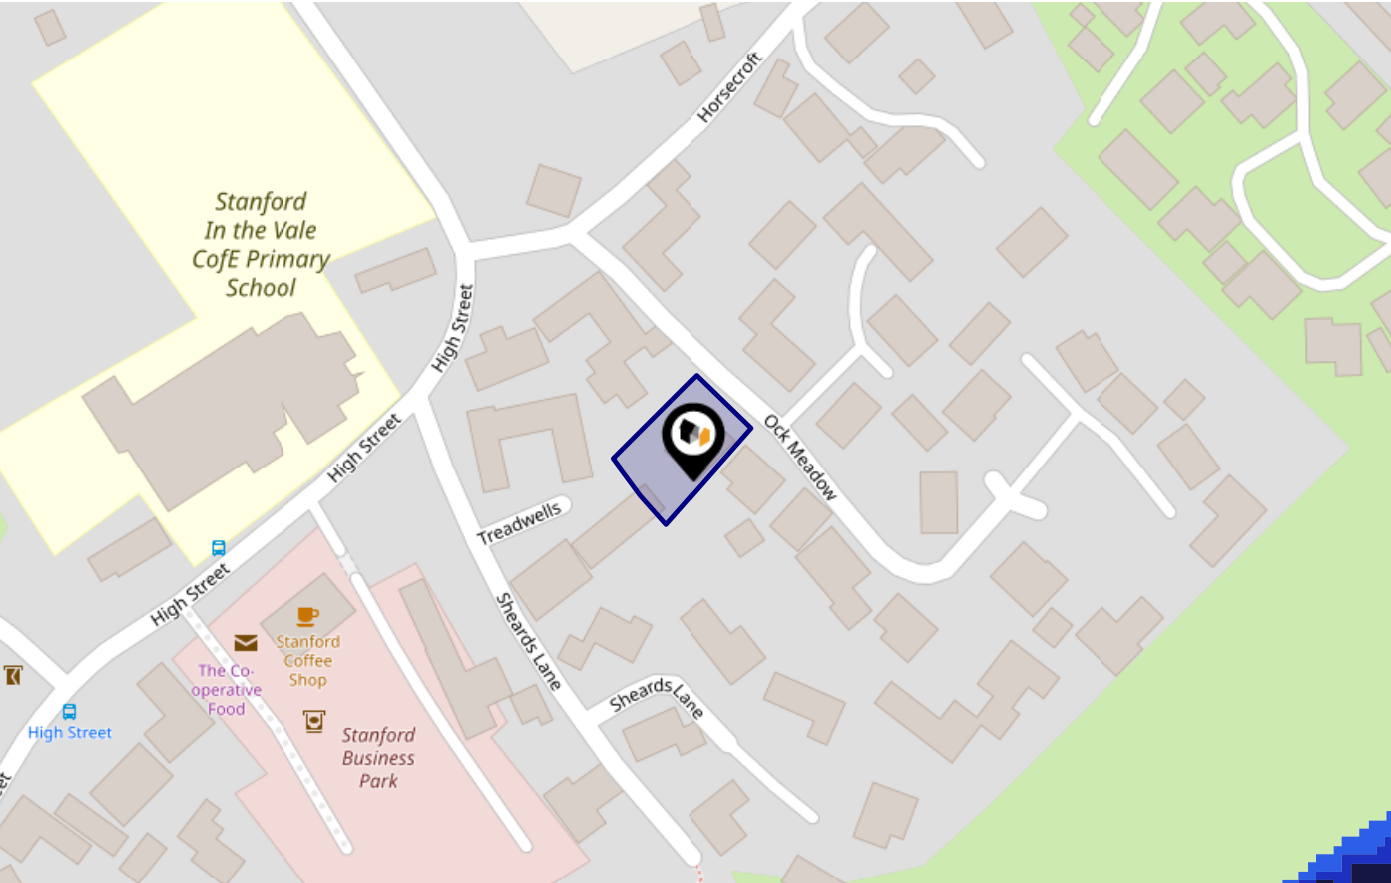 Horsecroft
Stanford
In the Vale
CofE Primary
School
High Street
High Street
Ock Meadow
Treadwells
High Street
Sheards Lane
Stanford
Coffee
Shop
The Co-
operative
Food
Sheards Lane
High Street
Stanford
Business
Park